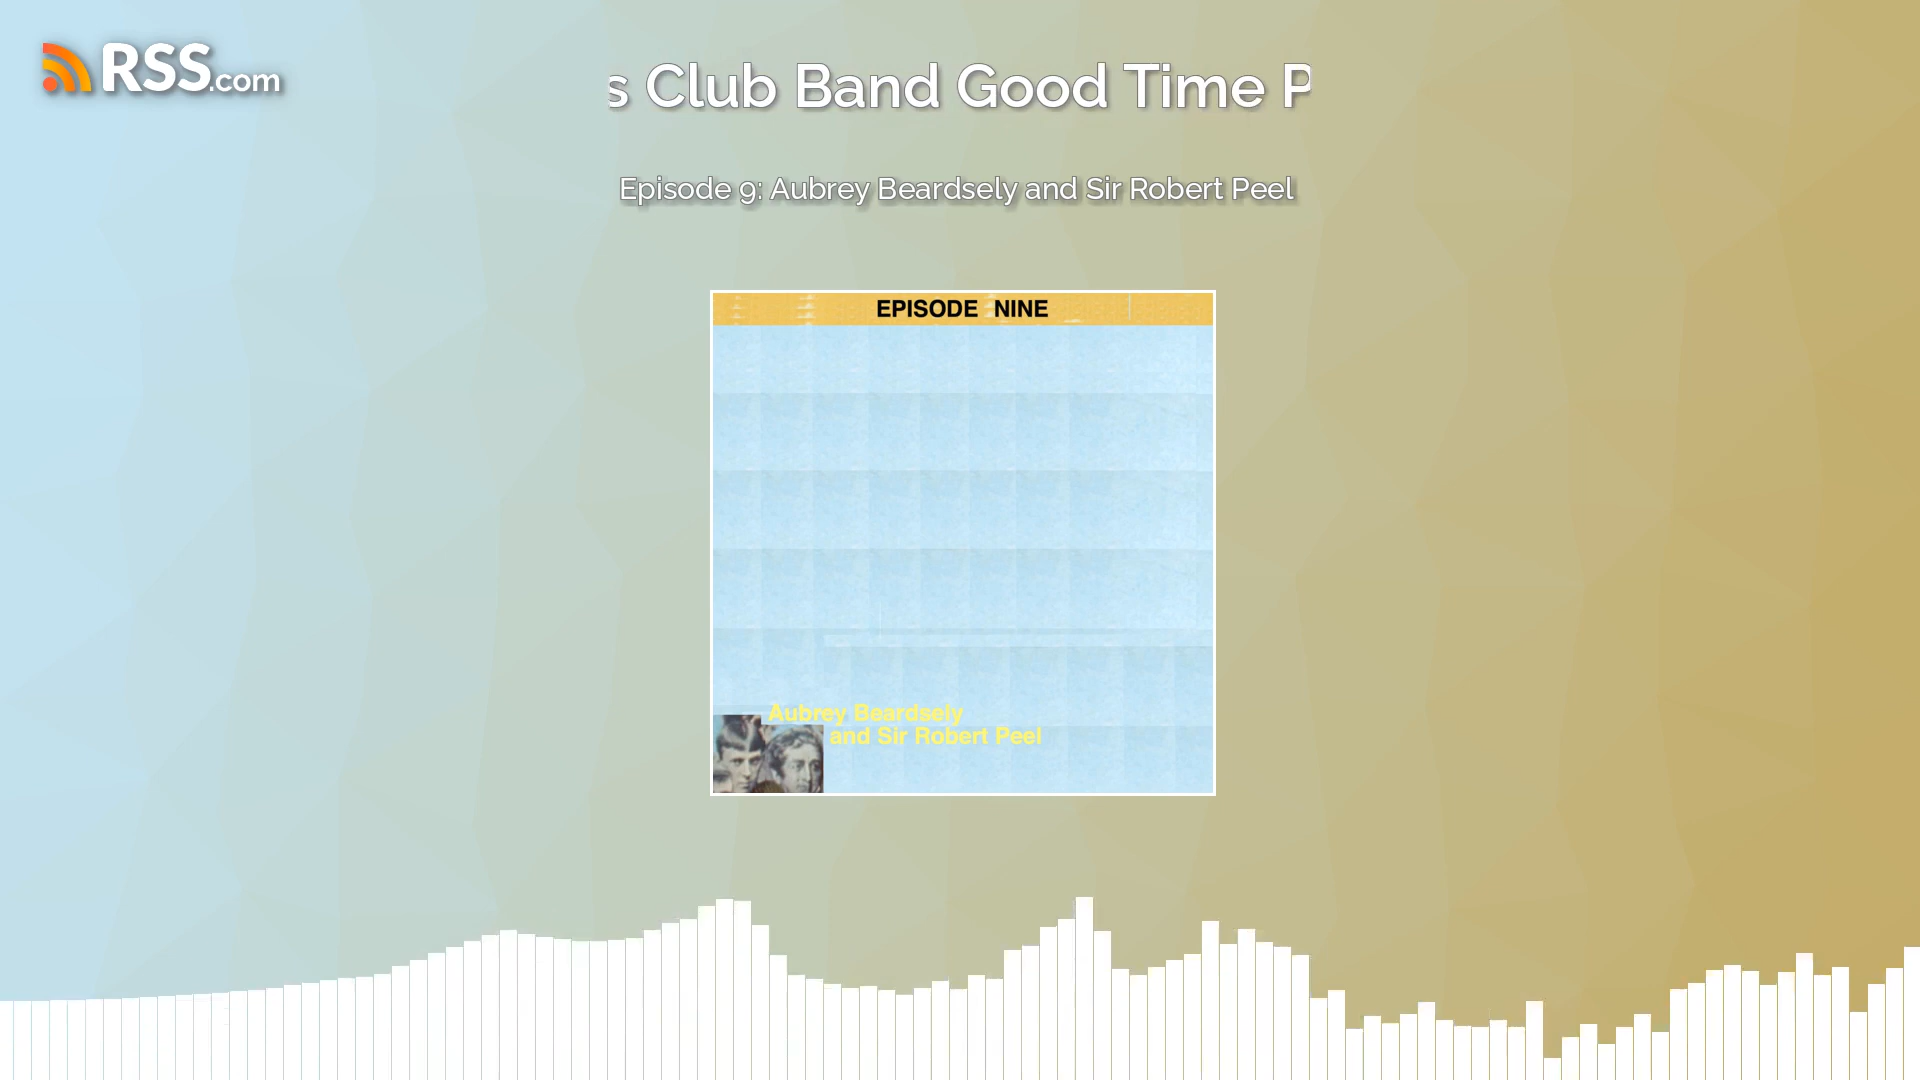 RSS.com
s Club Band Good Time P
Episode 9: Aubrey Beardsely and Sir Robert Peel
EPISODE NINE
Aubrey Beardsely
and Sir Robert Peel